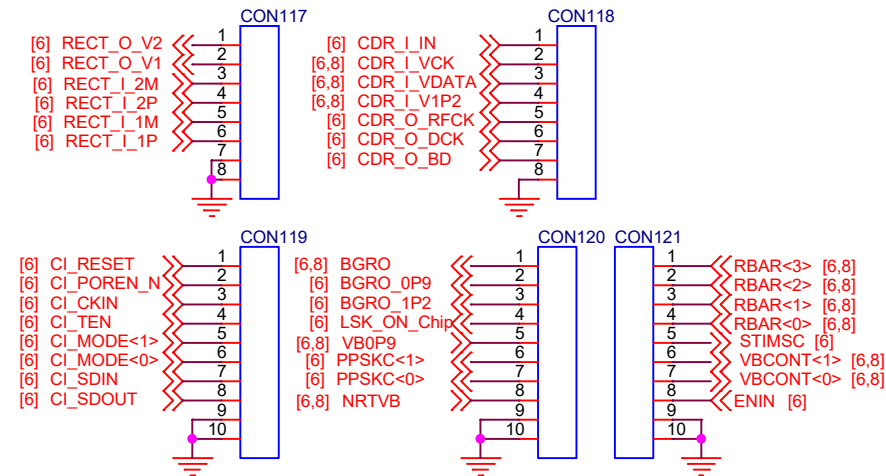 CON117
1
[6] RECT_O_V2
2
[6] RECT_O_V1
3
[6] RECT_I_2M
4
[6] RECT_I_2P
5
[6] RECT_I_1M
6
[6] RECT_I_1P
7
8
CON118
1
[6] CDR_I_IN
2
[6,8] CDR_I_VCK
3
[6,8] CDR_I_VDATA
4
[6,8] CDR_I_V1P2
5
[6] CDR_O_RFCK
6
[6] CDR_O_DCK
7
[6] CDR_O_BD
8
CON119
1
[6] CI_RESET
2
[6] CI_POREN_N
3
[6] CI_CKIN
4
[6] CI_TEN
5
[6] CI_MODE<1>
6
[6] CI_MODE<0>
7
[6] CI_SDIN
8
[6] CI_SDOUT
9
10
CON120
1
[6,8] BGRO
2
[6] BGRO_0P9
3
[6] BGRO_1P2
4
[6] LSK_ON_Chip
5
[6,8] VB0P9
6
[6] PPSKC<1>
7
[6] PPSKC<0>
8
[6,8] NRTVB
9
10
CON121
1
RBAR<3> [6,8]
2
RBAR<2> [6,8]
3
RBAR<1> [6,8]
4
RBAR<0> [6,8]
5
STIMSC [6]
6
VBCONT<1> [6,8]
7
VBCONT<0> [6,8]
8
ENIN [6]
9
10